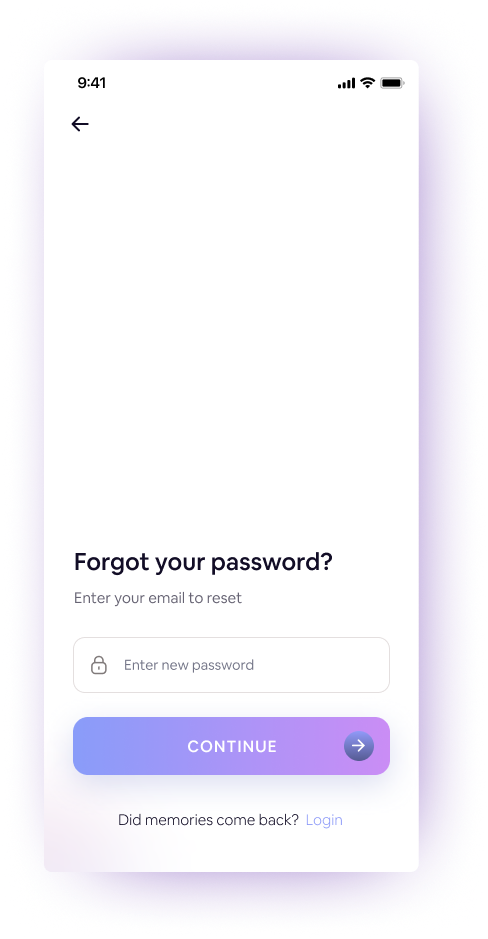 9:41
Forgot your password?
Enter your email to reset
Enter new password
CONTINUE
Did memories come back? Login